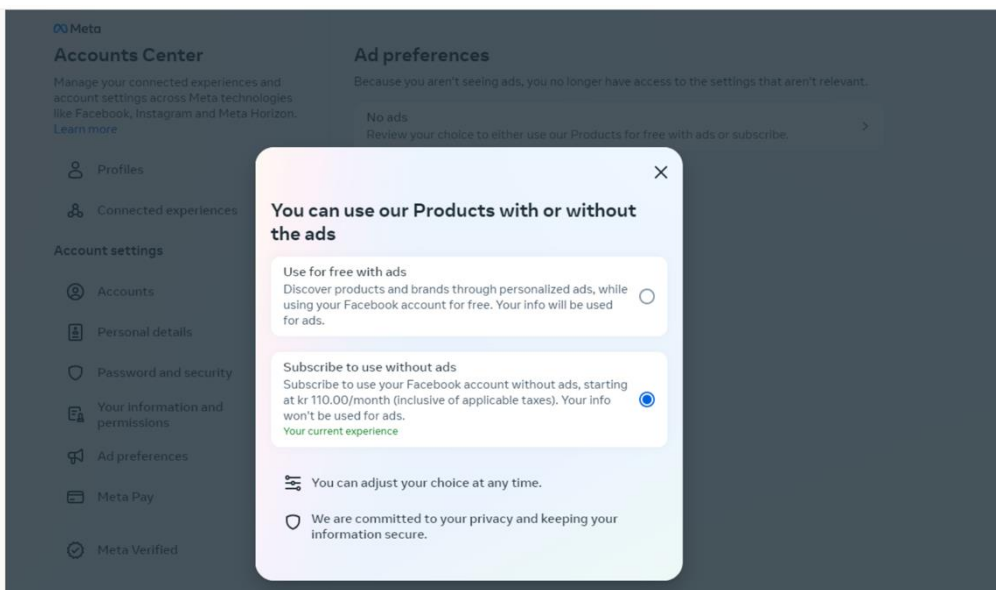 Meta
Accounts Center
Manage your connected experiences and
account settings across Meta technologies
like Facebook, Instagram and Meta Horizon.
Learn more
Profiles
Connected experiences
Account settings
Accounts
Personal details
Password and security
Your information and
permissions
Ad preferences
Meta Pay
Meta Verified
Ad preferences
Because you aren't seeing ads, you no longer have access to the settings that aren't relevant.
No ads
Review your choice to either use our Products for free with ads or subscribe.
You can use our Products with or without
the ads
Use for free with ads
Discover products and brands through personalized ads, while
using your Facebook account for free. Your info will be used
for ads.
Subscribe to use without ads
Subscribe to use your Facebook account without ads, starting
at kr 110.00/month (inclusive of applicable taxes). Your info
won't be used for ads.
Your current experience
You can adjust your choice at any time.
We are committed to your privacy and keeping your
information secure.